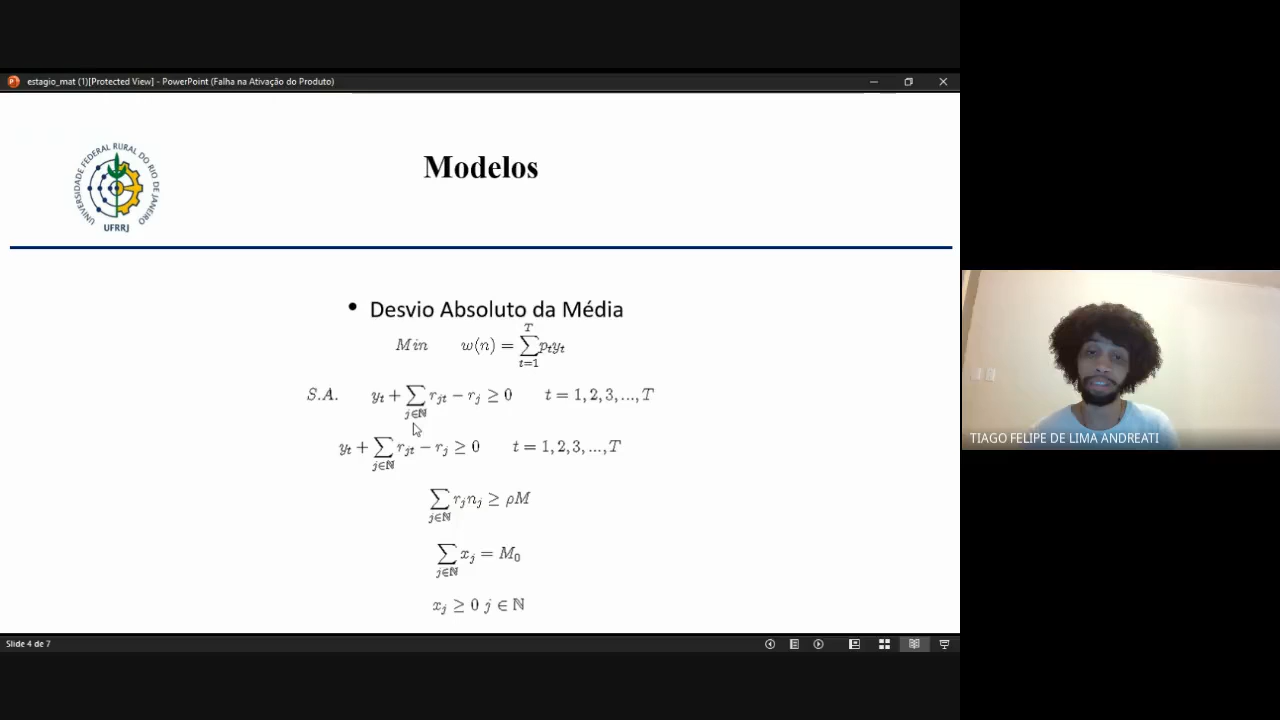 estagio_mat (1)[Protected View] - PowerPoint (Falha na Ativação do Produto)
UNIVERSIDADE FEDERAL RURAL DO RIO DE JANEIRO
UFRRJ
Modelos
• Desvio Absoluto da Média
Min w(n) = ∑_{t=1}^{T} p_t y_t
S.A. y_t + ∑_{j∈ℕ} r_{jt} − r_j ≥ 0 t = 1, 2, 3, ..., T
y_t + ∑_{j∈ℕ} r_{jt} − r_j ≥ 0 t = 1, 2, 3, ..., T
∑_{j∈ℕ} r_j n_j ≥ ρM
∑_{j∈ℕ} x_j = M_0
x_j ≥ 0 j ∈ ℕ
Slide 4 de 7
TIAGO FELIPE DE LIMA ANDREATI